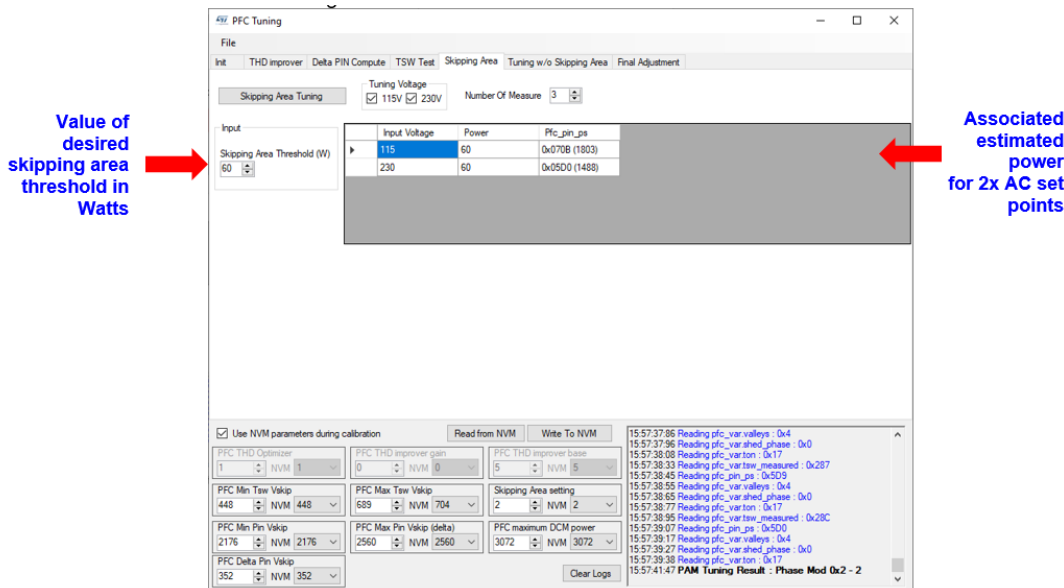 PFC Tuning
File
Init THD improver Delta PIN Compute TSW Test Skipping Area Tuning w/o Skipping Area Final Adjustment
Skipping Area Tuning
Tuning Voltage
115V 230V
Number Of Measure 3
Value of
desired
skipping area
threshold in
Watts
Input
Skipping Area Threshold (W)
60
Input Voltage Power Pfc_pin_ps
115 60 0x070B (1803)
230 60 0x05D0 (1488)
Associated
estimated
power
for 2x AC set
points
Use NVM parameters during calibration
Read from NVM Write To NVM
PFC THD Optimizer
1 NVM 1
PFC THD improver gain
0 NVM 0
PFC THD improver base
5 NVM 5
PFC Min Tsw Vskip
448 NVM 448
PFC Max Tsw Vskip
689 NVM 704
Skipping Area setting
2 NVM 2
PFC Min Pin Vskip
2176 NVM 2176
PFC Max Pin Vskip (delta)
2560 NVM 2560
PFC maximum DCM power
3072 NVM 3072
PFC Delta Pin Vskip
352 NVM 352
Clear Logs
15:57:37:86 Reading pfc_var.valleys : 0x4
15:57:37:96 Reading pfc_var.shed_phase : 0x0
15:57:38:08 Reading pfc_var.ton : 0x17
15:57:38:33 Reading pfc_var.tsw_measured : 0x287
15:57:38:45 Reading pfc_pin_ps : 0x5D9
15:57:38:55 Reading pfc_var.valleys : 0x4
15:57:38:65 Reading pfc_var.shed_phase : 0x0
15:57:38:77 Reading pfc_var.ton : 0x17
15:57:38:95 Reading pfc_var.tsw_measured : 0x28C
15:57:39:07 Reading pfc_pin_ps : 0x5D0
15:57:39:17 Reading pfc_var.valleys : 0x4
15:57:39:27 Reading pfc_var.shed_phase : 0x0
15:57:39:38 Reading pfc_var.ton : 0x17
15:57:41:47 PAM Tuning Result : Phase Mod 0x2 - 2